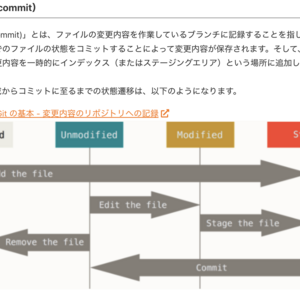 commit)
commit)」とは、ファイルの変更内容を作業しているブランチに記録することを指し
でのファイルの状態をコミットすることによって変更内容が保存されます。そして、
更内容を一時的にインデックス（またはステージングエリア）という場所に追加し
からコミットに至るまでの状態遷移は、以下のようになります。
Git の基本 - 変更内容のリポジトリへの記録
d Unmodified Modified S
d the file
Edit the file
Stage the file
Remove the file
Commit